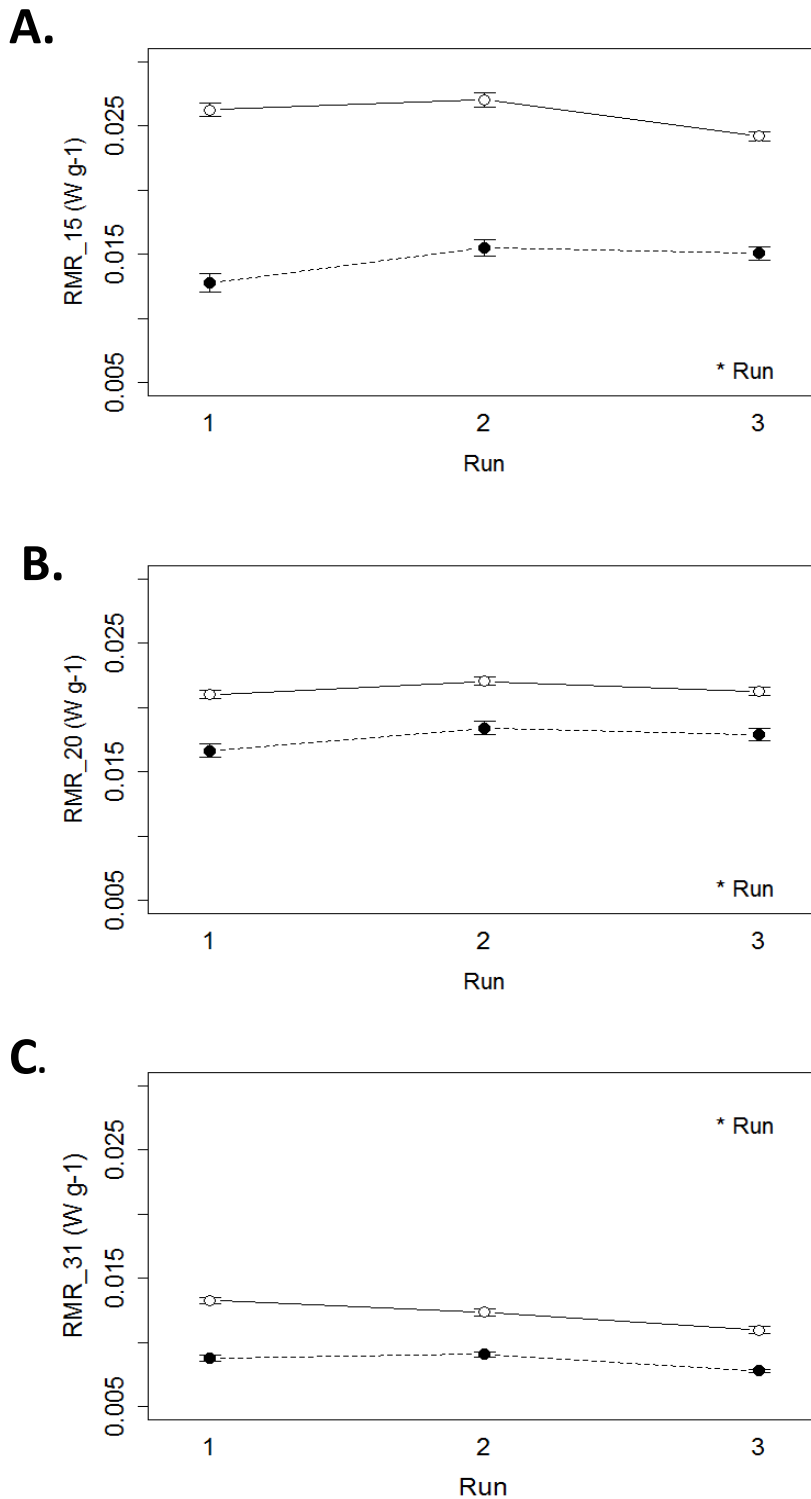 A.
RMR_15 (W g-1)
0.025
0.015
0.005
* Run
1 2 3
Run
B.
RMR_20 (W g-1)
0.025
0.015
0.005
* Run
1 2 3
Run
C.
RMR_31 (W g-1)
* Run
0.025
0.015
0.005
1 2 3
Run